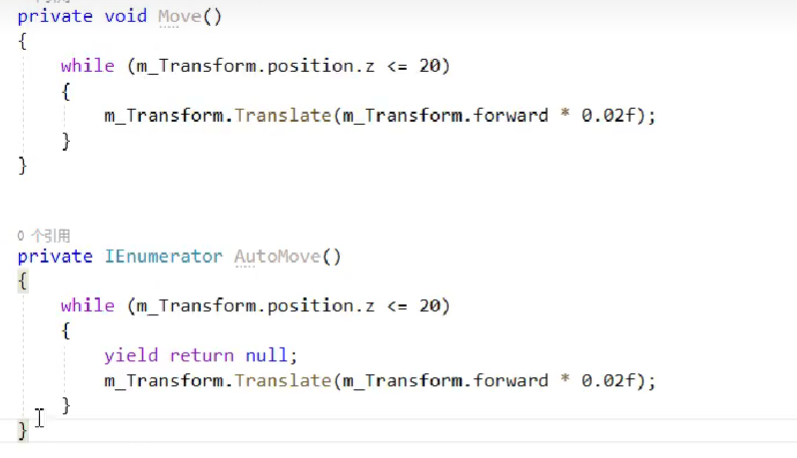 private void Move()
{
while (m_Transform.position.z <= 20)
{
m_Transform.Translate(m_Transform.forward * 0.02f);
}
}
0 个引用
private IEnumerator AutoMove()
{
while (m_Transform.position.z <= 20)
{
yield return null;
m_Transform.Translate(m_Transform.forward * 0.02f);
}
}